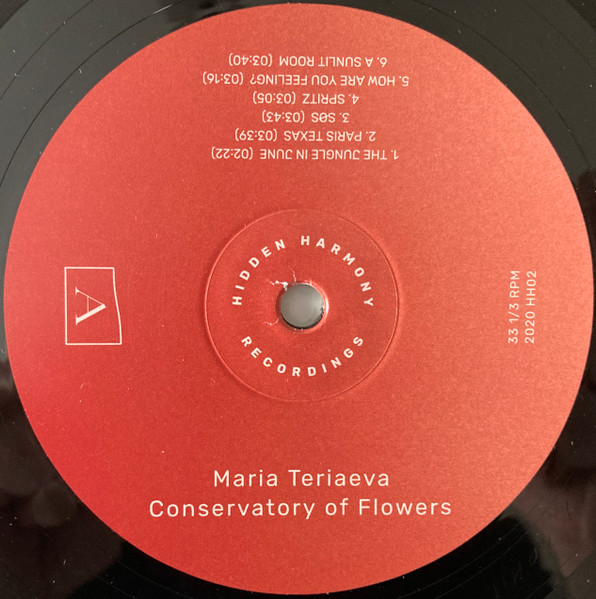 1. THE JUNGLE IN JUNE (02:22)
2. PARIS TEXAS (03:39)
3. SØS (03:43)
4. SPRITZ (03:05)
5. HOW ARE YOU FEELING? (03:16)
6. A SUNLIT ROOM (03:40)
HIDDEN HARMONY
RECORDINGS
A
33 1/3 RPM
2020 HH02
Maria Teriaeva
Conservatory of Flowers